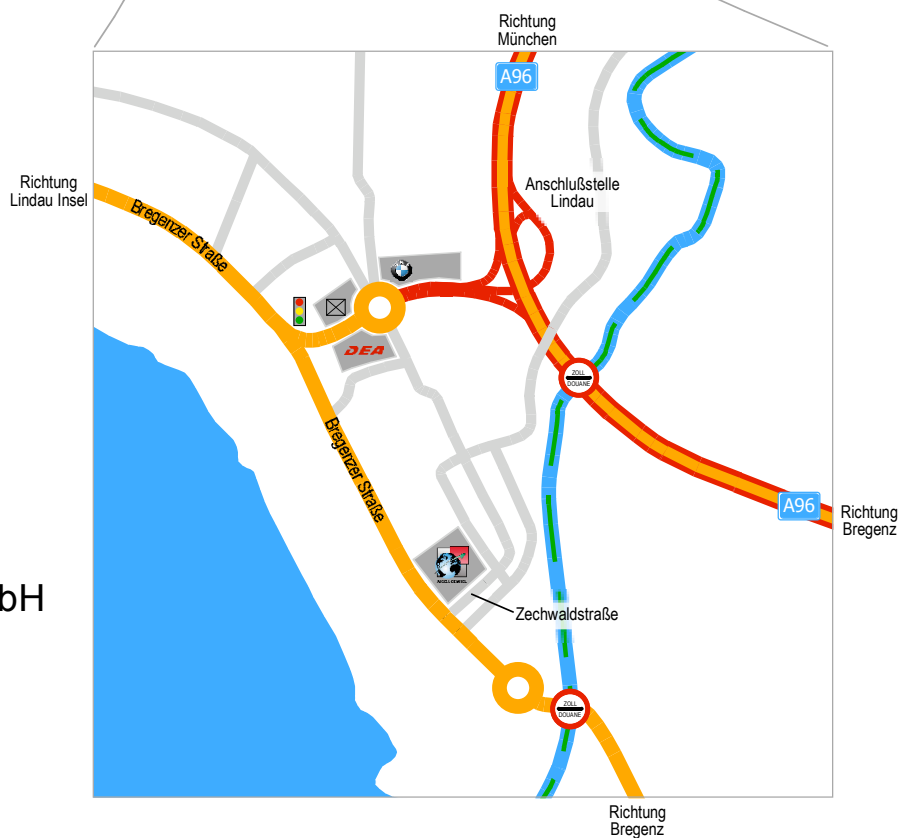 Richtung
München
A96
Richtung
Lindau Insel
Anschlußstelle
Lindau
Bregenzer Straße
DEA
ZOLL
DOUANE
Bregenzer Straße
A96
Richtung
Bregenz
bH
Zechwaldstraße
ZOLL
DOUANE
Richtung
Bregenz